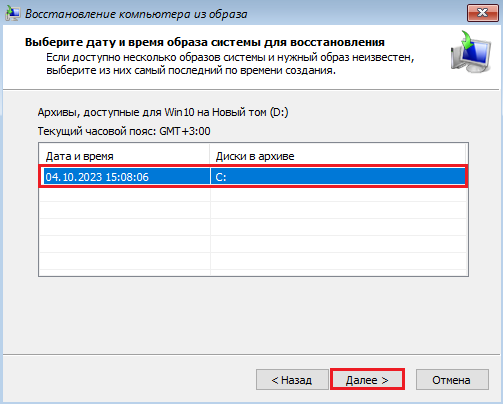 Восстановление компьютера из образа
Выберите дату и время образа системы для восстановления
Если доступно несколько образов системы и нужный образ неизвестен,
выберите из них самый последний по времени создания.
Архивы, доступные для Win10 на Новый том (D:)
Текущий часовой пояс: GMT+3:00
Дата и время Диски в архиве
04.10.2023 15:08:06 C:
< Назад Далее > Отмена